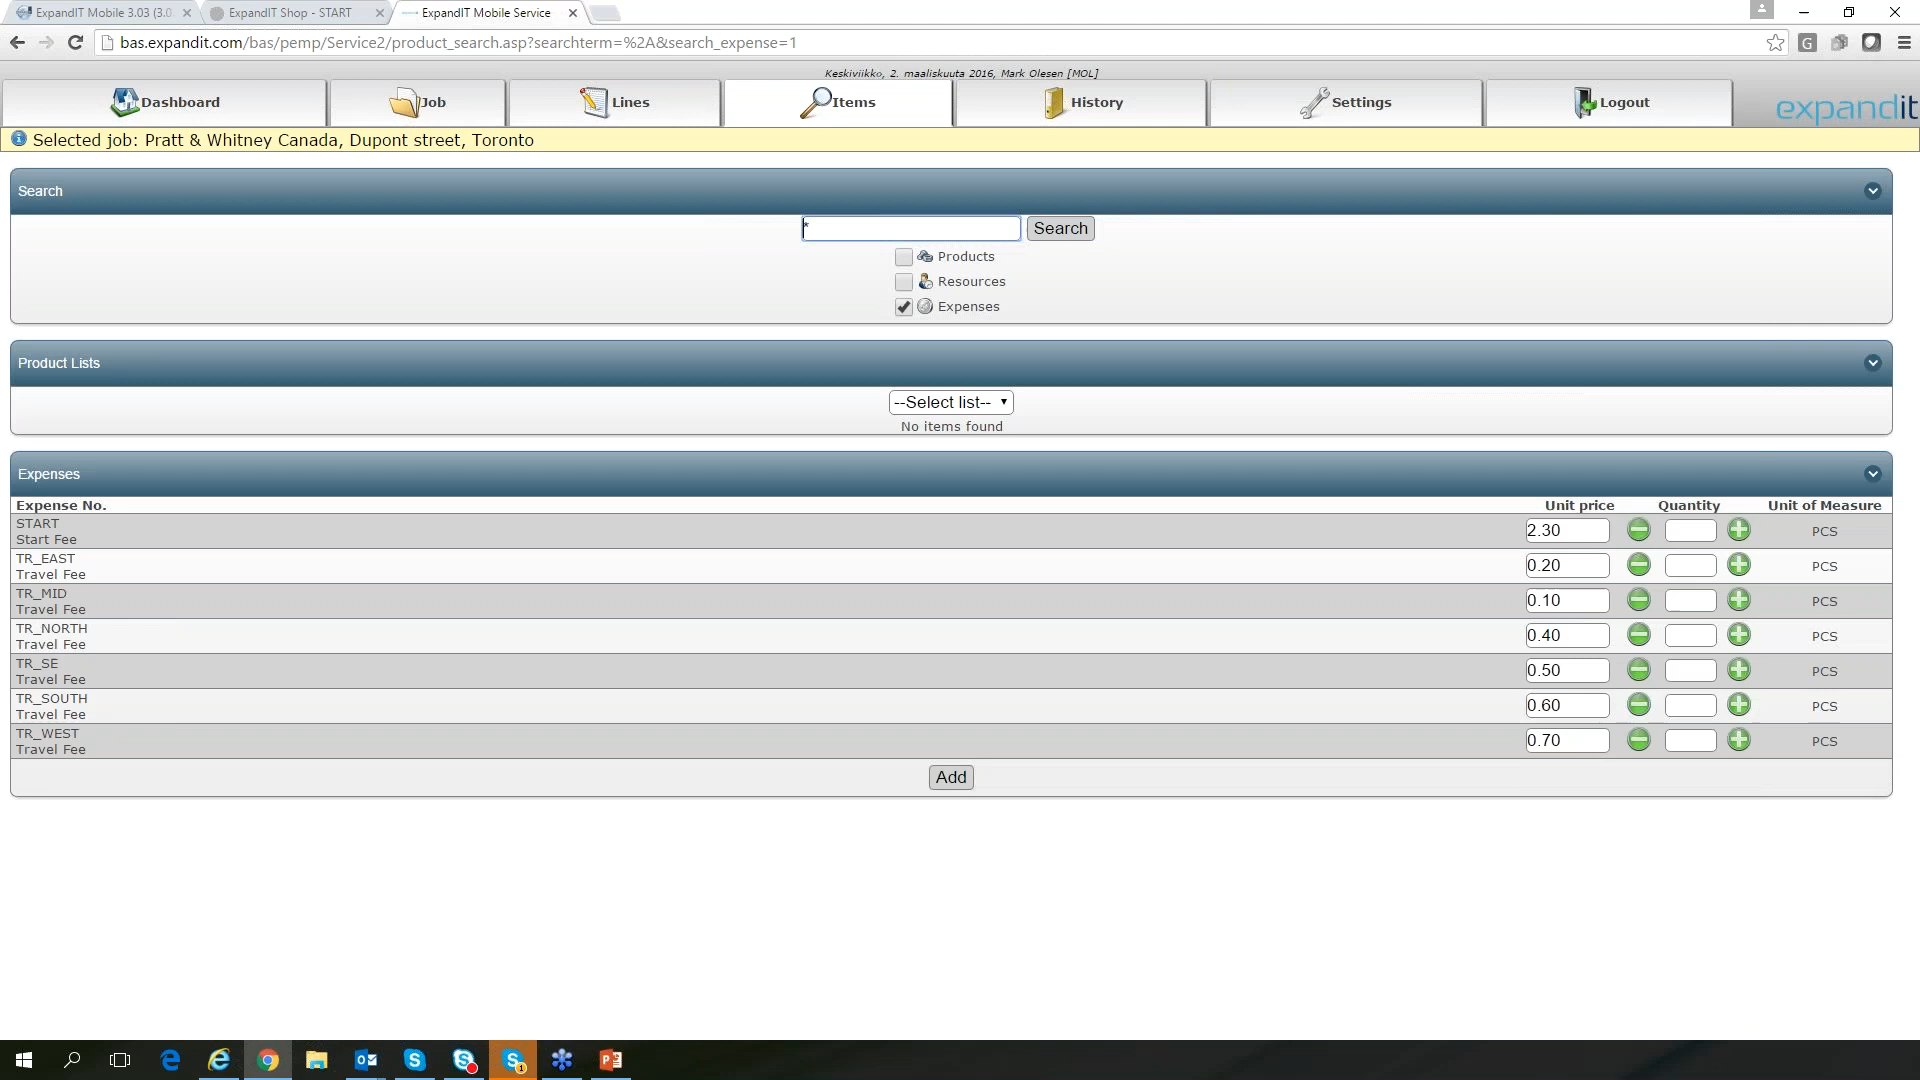 ExpandIT Mobile 3.03 (3.0
ExpandIT Shop - START
ExpandIT Mobile Service
bas.expandit.com/bas/pemp/Service2/product_search.asp?searchterm=%2A&search_expense=1
Keskiviikko, 2. maaliskuuta 2016, Mark Olesen [MOL]
Dashboard
Job
Lines
Items
History
Settings
Logout
expandit
Selected job: Pratt & Whitney Canada, Dupont street, Toronto
Search
* Search
Products
Resources
Expenses
Product Lists
--Select list--
No items found
Expenses
Expense No. Unit price Quantity Unit of Measure
START
Start Fee
2.30 PCS
TR_EAST
Travel Fee
0.20 PCS
TR_MID
Travel Fee
0.10 PCS
TR_NORTH
Travel Fee
0.40 PCS
TR_SE
Travel Fee
0.50 PCS
TR_SOUTH
Travel Fee
0.60 PCS
TR_WEST
Travel Fee
0.70 PCS
Add